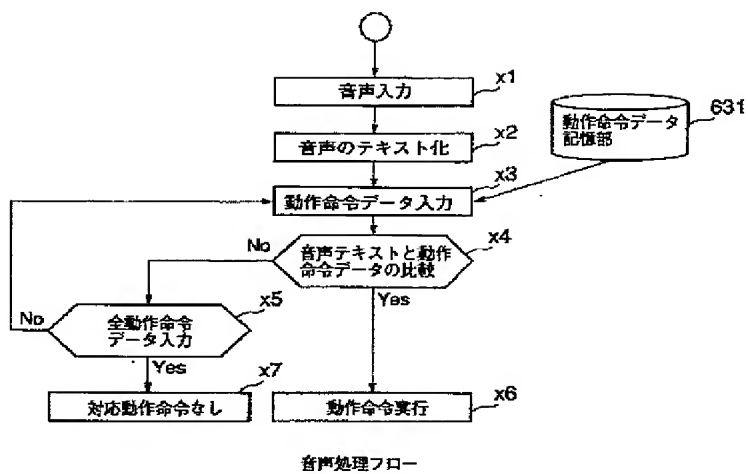 x1
音声入力
x2
音声のテキスト化
631
動作命令データ
記憶部
x3
動作命令データ入力
x4
No
音声テキストと動作
命令データの比較
Yes
x5
No
全動作命令
データ入力
Yes
x7
対応動作命令なし
x6
動作命令実行
音声処理フロー